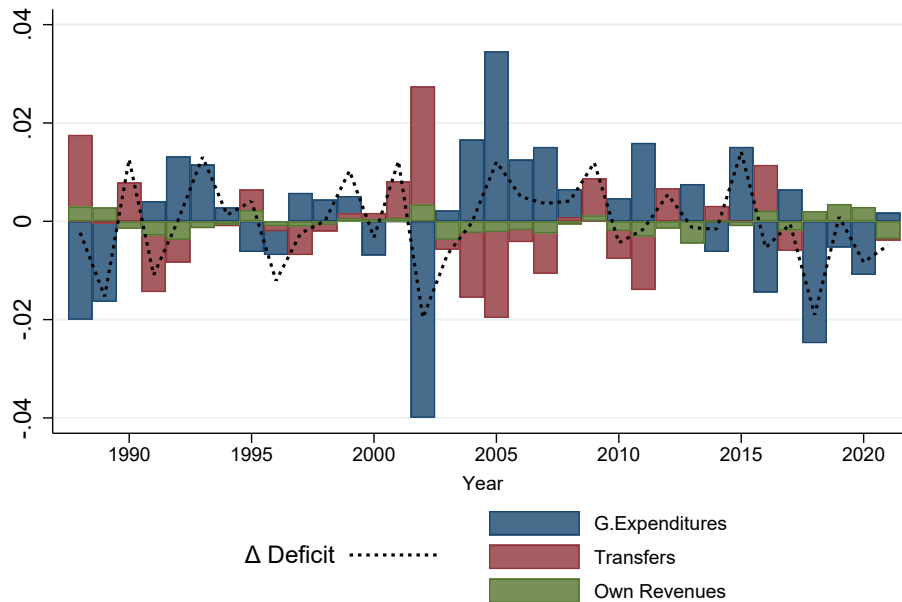 .04
.02
0
-.02
-.04
1990 1995 2000 2005 2010 2015 2020
Year
Δ Deficit
G.Expenditures
Transfers
Own Revenues